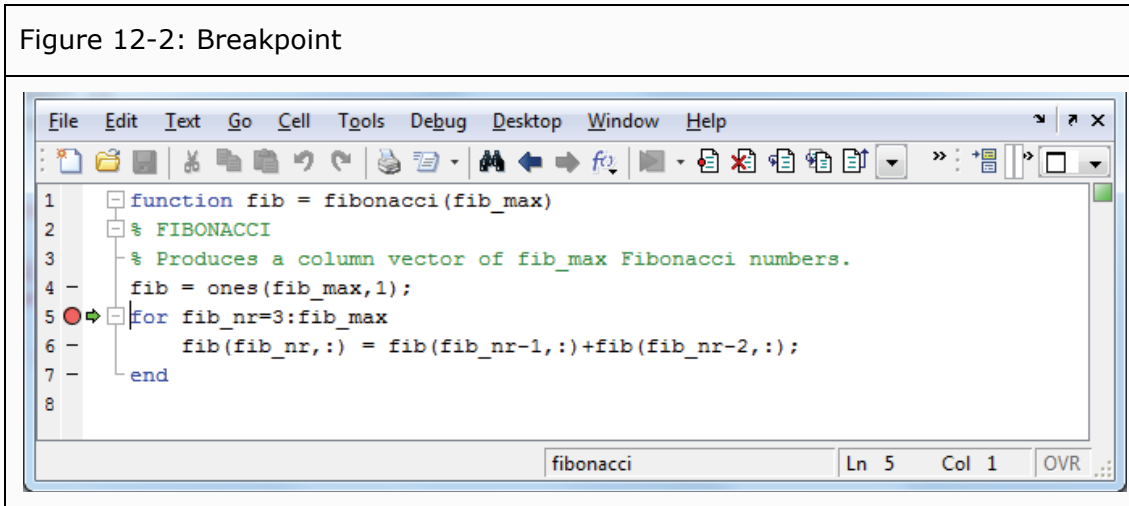 Figure 12-2: Breakpoint
File Edit Text Go Cell Tools Debug Desktop Window Help
1 function fib = fibonacci(fib_max)
2 % FIBONACCI
3 % Produces a column vector of fib_max Fibonacci numbers.
4 – fib = ones(fib_max,1);
5 for fib_nr=3:fib_max
6 – fib(fib_nr,:) = fib(fib_nr-1,:)+fib(fib_nr-2,:);
7 – end
8
fibonacci Ln 5 Col 1 OVR